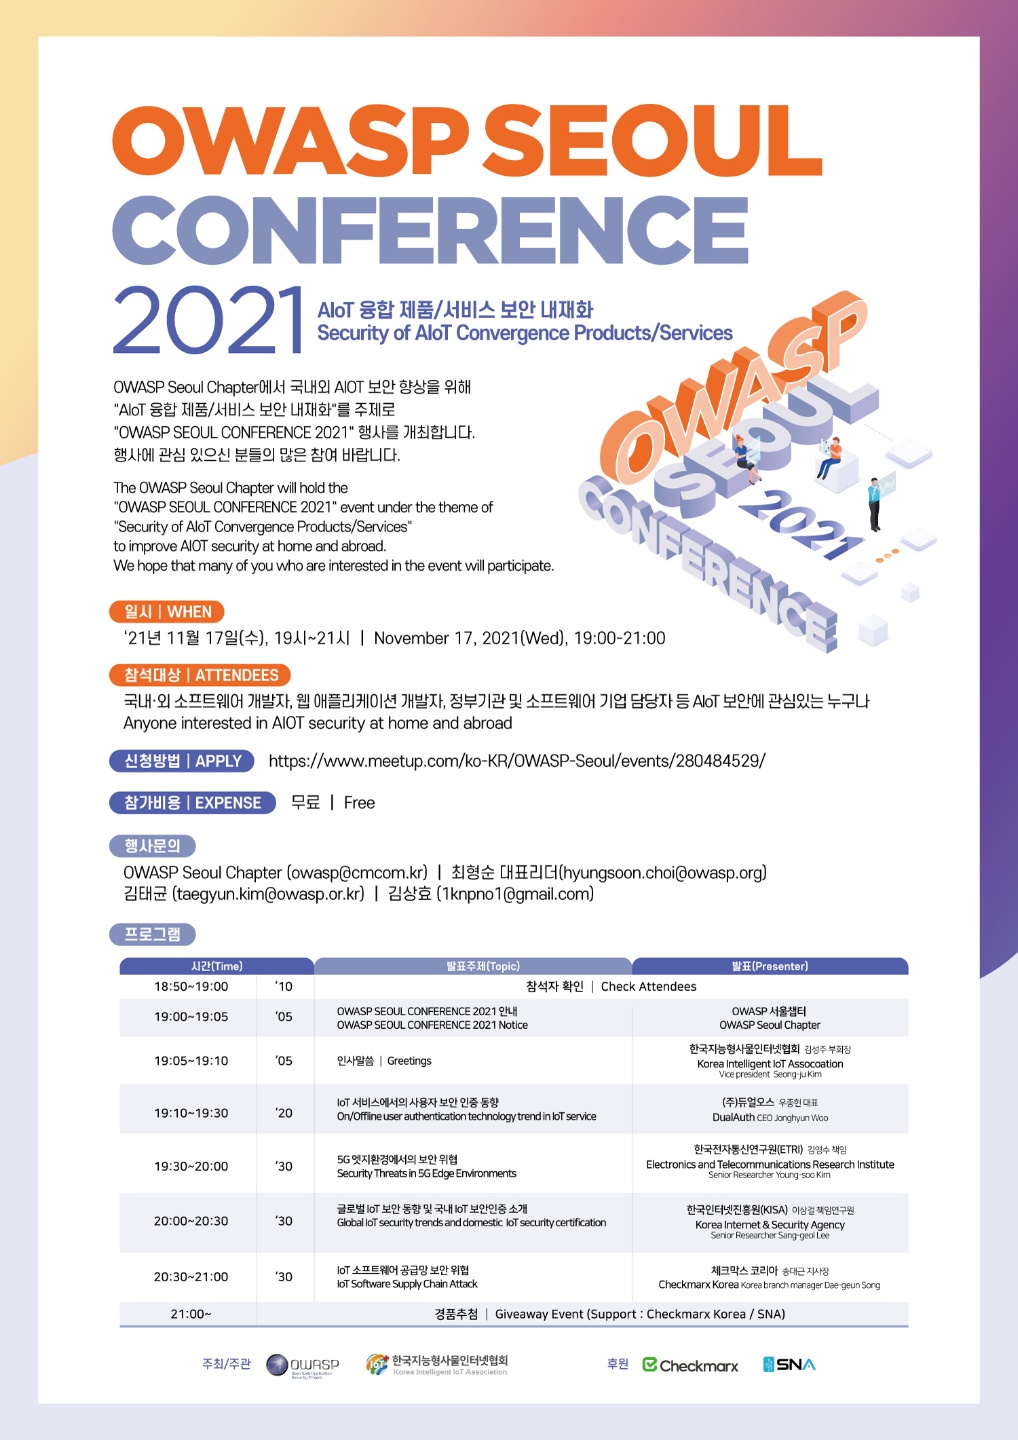 OWASP SEOUL
CONFERENCE
2021
AIoT 융합 제품/서비스 보안 내재화
Security of AIoT Convergence Products/Services
OWASP Seoul Chapter에서 국내외 AIOT 보안 향상을 위해
"AIoT 융합 제품/서비스 보안 내재화"를 주제로
"OWASP SEOUL CONFERENCE 2021" 행사를 개최합니다.
행사에 관심 있으신 분들의 많은 참여 바랍니다.
The OWASP Seoul Chapter will hold the
"OWASP SEOUL CONFERENCE 2021" event under the theme of
"Security of AIoT Convergence Products/Services"
to improve AIOT security at home and abroad.
We hope that many of you who are interested in the event will participate.
OWASP
SEOUL
CONFERENCE
2021
일시 | WHEN
'21년 11월 17일(수), 19시~21시 | November 17, 2021(Wed), 19:00-21:00
참석대상 | ATTENDEES
국내·외 소프트웨어 개발자, 웹 애플리케이션 개발자, 정부기관 및 소프트웨어 기업 담당자 등 AIoT 보안에 관심있는 누구나
Anyone interested in AIOT security at home and abroad
신청방법 | APPLY https://www.meetup.com/ko-KR/OWASP-Seoul/events/280484529/
참가비용 | EXPENSE 무료 | Free
행사문의
OWASP Seoul Chapter (owasp@cmcom.kr) | 최형순 대표리더(hyungsoon.choi@owasp.org)
김태균 (taegyun.kim@owasp.or.kr) | 김상효 (1knpno1@gmail.com)
프로그램
시간(Time) 발표주제(Topic) 발표(Presenter)
18:50~19:00 '10 참석자 확인 | Check Attendees
19:00~19:05 '05
OWASP SEOUL CONFERENCE 2021 안내
OWASP SEOUL CONFERENCE 2021 Notice
OWASP 서울챕터
OWASP Seoul Chapter
19:05~19:10 '05 인사말씀 | Greetings
한국지능형사물인터넷협회 김성주 부회장
Korea Intelligent IoT Assocoation
Vice president Seong-ju Kim
19:10~19:30 '20
IoT 서비스에서의 사용자 보안 인증 동향
On/Offline user authentication technology trend in IoT service
(주)듀얼오스 우종현 대표
DualAuth CEO Jonghyun Woo
19:30~20:00 '30
5G 엣지환경에서의 보안 위협
Security Threats in 5G Edge Environments
한국전자통신연구원(ETRI) 김영수 책임
Electronics and Telecommunications Research Institute
Senior Researcher Young-soo Kim
20:00~20:30 '30
글로벌 IoT 보안 동향 및 국내 IoT 보안인증 소개
Global IoT security trends and domestic IoT security certification
한국인터넷진흥원(KISA) 이상걸 책임연구원
Korea Internet & Security Agency
Senior Researcher Sang-geol Lee
20:30~21:00 '30
IoT 소프트웨어 공급망 보안 위협
IoT Software Supply Chain Attack
체크막스 코리아 송대근 지사장
Checkmarx Korea Korea branch manager Dae-geun Song
21:00~ 경품추첨 | Giveaway Event (Support : Checkmarx Korea / SNA)
주최/주관
OWASP
Open Web Application
Security Project
IoT
한국지능형사물인터넷협회
Korea Intelligent IoT Association
후원
Checkmarx
SNA